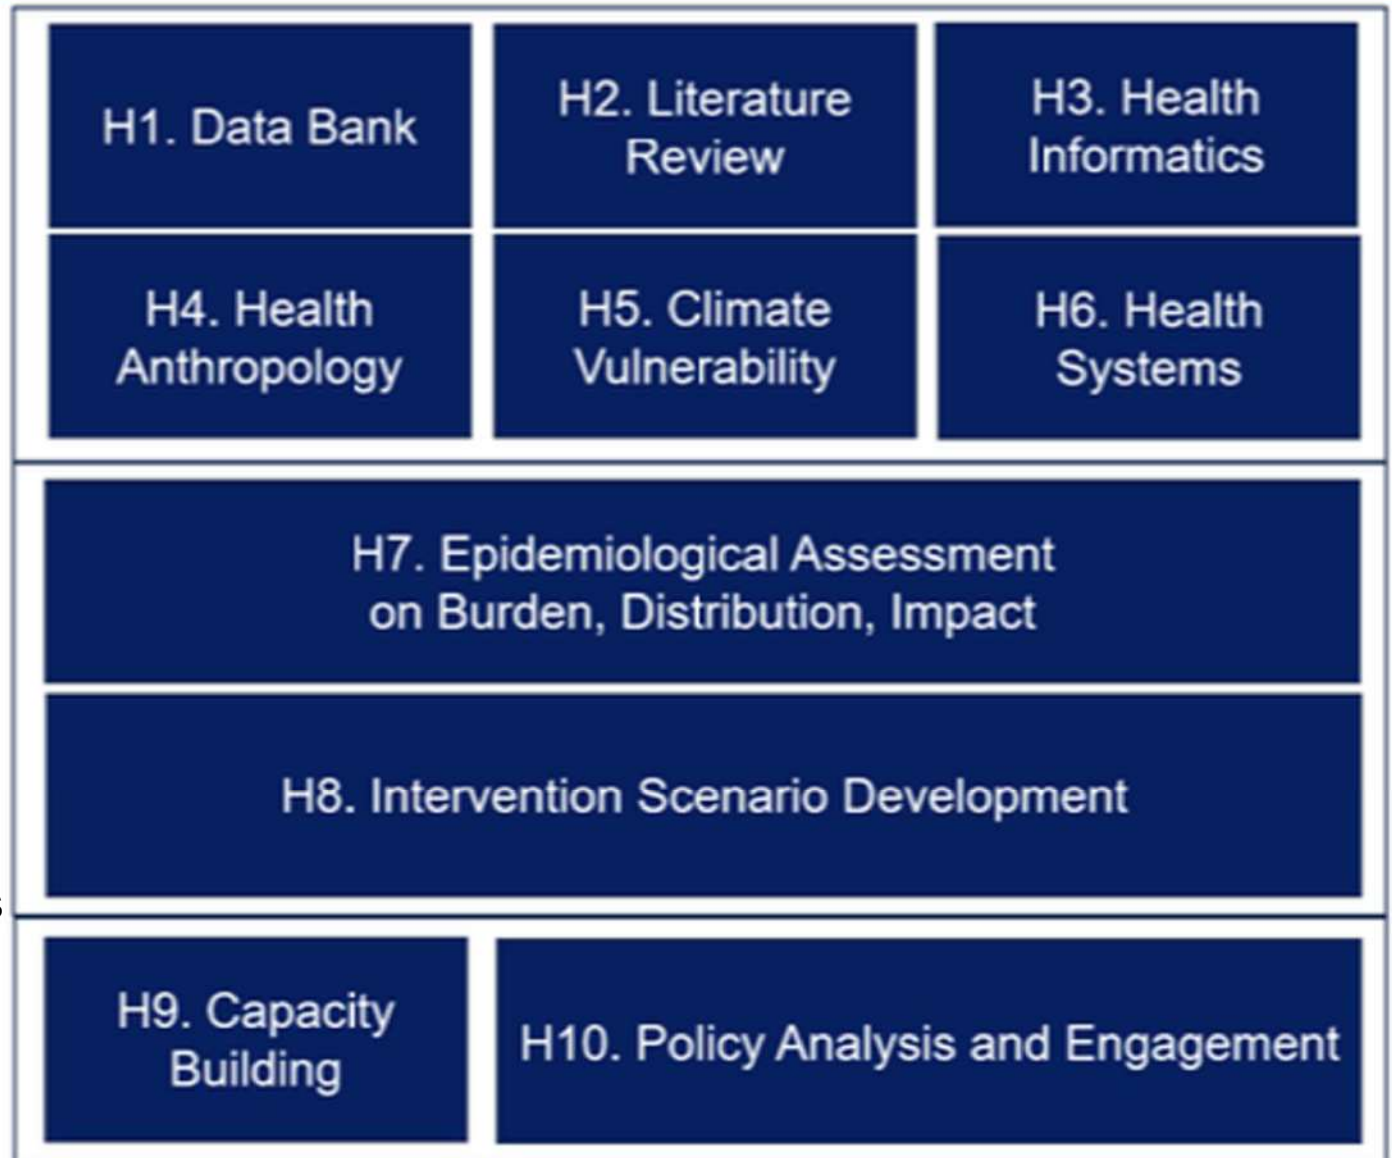 H1. Data Bank
H2. Literature
Review
H3. Health
Informatics
H4. Health
Anthropology
H5. Climate
Vulnerability
H6. Health
Systems
H7. Epidemiological Assessment
on Burden, Distribution, Impact
H8. Intervention Scenario Development
H9. Capacity
Building
H10. Policy Analysis and Engagement